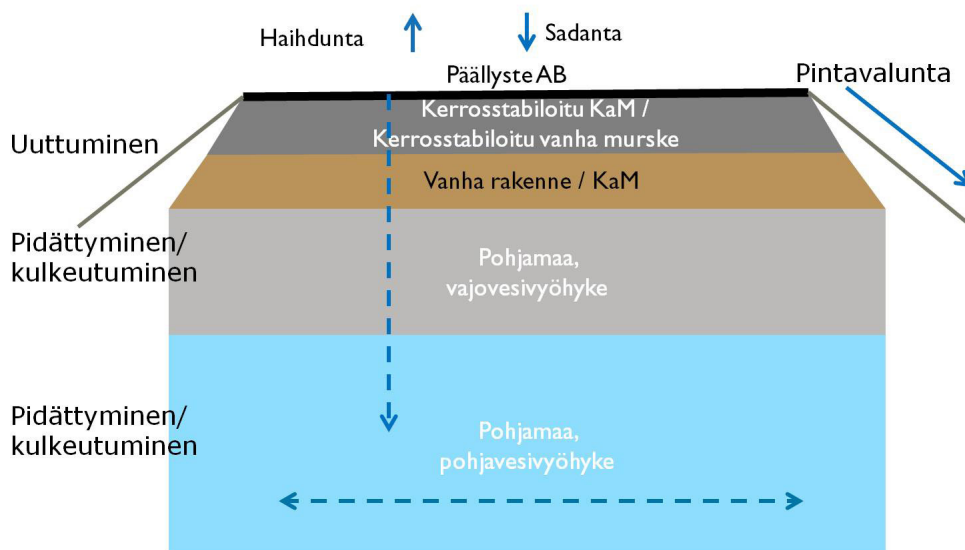 Haihdunta
Sadanta
Päällyste AB
Pintavalunta
Kerrosstabiloitu KaM /
Kerrosstabiloitu vanha murske
Uuttuminen
Vanha rakenne / KaM
Pidättyminen/
kulkeutuminen
Pohjamaa,
vajovesivyöhyke
Pidättyminen/
kulkeutuminen
Pohjamaa,
pohjavesivyöhyke